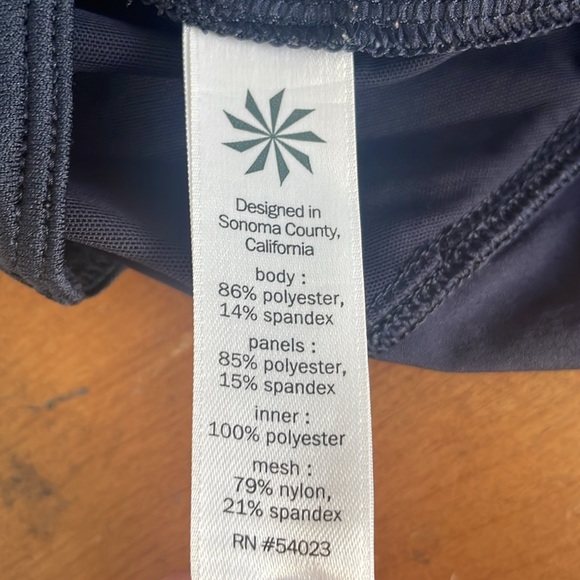 Designed in
Sonoma County,
California
body :
86% polyester,
14% spandex
panels :
85% polyester,
15% spandex
inner :
100% polyester
mesh :
79% nylon,
21% spandex
RN #54023